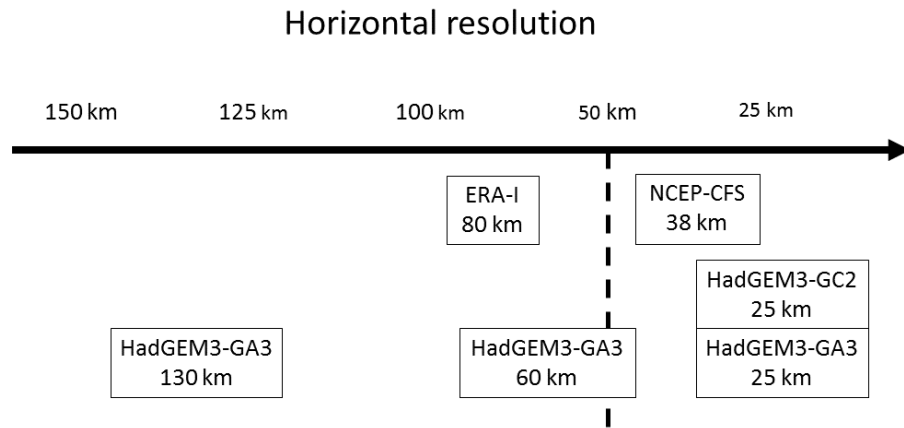 Horizontal resolution
150 km 125 km 100 km 50 km 25 km
ERA-I
80 km
NCEP-CFS
38 km
HadGEM3-GC2
25 km
HadGEM3-GA3
130 km
HadGEM3-GA3
60 km
HadGEM3-GA3
25 km